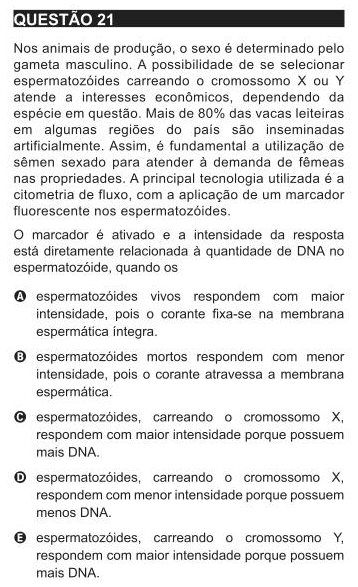 QUESTÃO 21
Nos animais de produção, o sexo é determinado pelo
gameta masculino. A possibilidade de se selecionar
espermatozóides carreando o cromossomo X ou Y
atende a interesses econômicos, dependendo da
espécie em questão. Mais de 80% das vacas leiteiras
em algumas regiões do país são inseminadas
artificialmente. Assim, é fundamental a utilização de
sêmen sexado para atender à demanda de fêmeas
nas propriedades. A principal tecnologia utilizada é a
citometria de fluxo, com a aplicação de um marcador
fluorescente nos espermatozóides.
O marcador é ativado e a intensidade da resposta
está diretamente relacionada à quantidade de DNA no
espermatozóide, quando os
A espermatozóides vivos respondem com maior
intensidade, pois o corante fixa-se na membrana
espermática íntegra.
B espermatozóides mortos respondem com menor
intensidade, pois o corante atravessa a membrana
espermática.
C espermatozóides, carreando o cromossomo X,
respondem com maior intensidade porque possuem
mais DNA.
D espermatozóides, carreando o cromossomo X,
respondem com menor intensidade porque possuem
menos DNA.
E espermatozóides, carreando o cromossomo Y,
respondem com maior intensidade porque possuem
mais DNA.